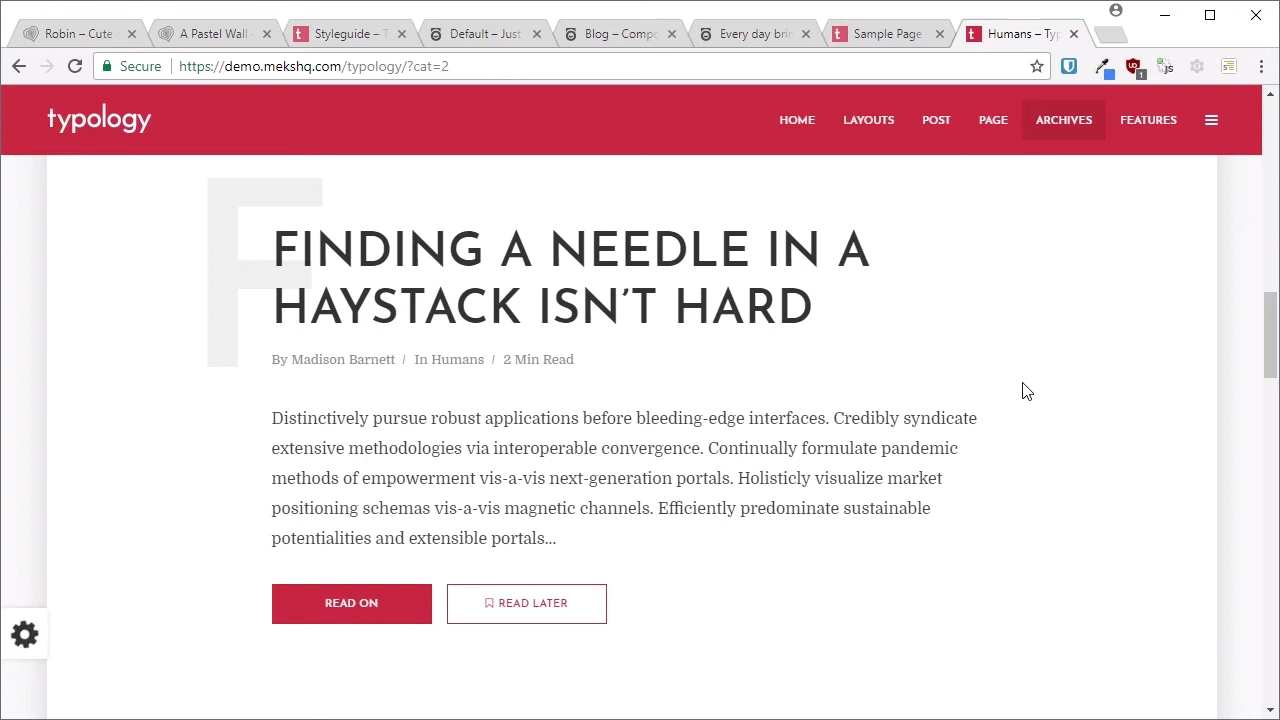 Robin – Cute
A Pastel Wall
Styleguide – T
Default – Just
Blog – Compo
Every day brin
Sample Page
Humans – Typ
Secure
https://demo.mekshq.com/typology/?cat=2
1
js
typology
HOME
LAYOUTS
POST
PAGE
ARCHIVES
FEATURES
F
FINDING A NEEDLE IN A
HAYSTACK ISN’T HARD
By Madison Barnett / In Humans / 2 Min Read
Distinctively pursue robust applications before bleeding-edge interfaces. Credibly syndicate
extensive methodologies via interoperable convergence. Continually formulate pandemic
methods of empowerment vis-a-vis next-generation portals. Holisticly visualize market
positioning schemas vis-a-vis magnetic channels. Efficiently predominate sustainable
potentialities and extensible portals...
READ ON
READ LATER